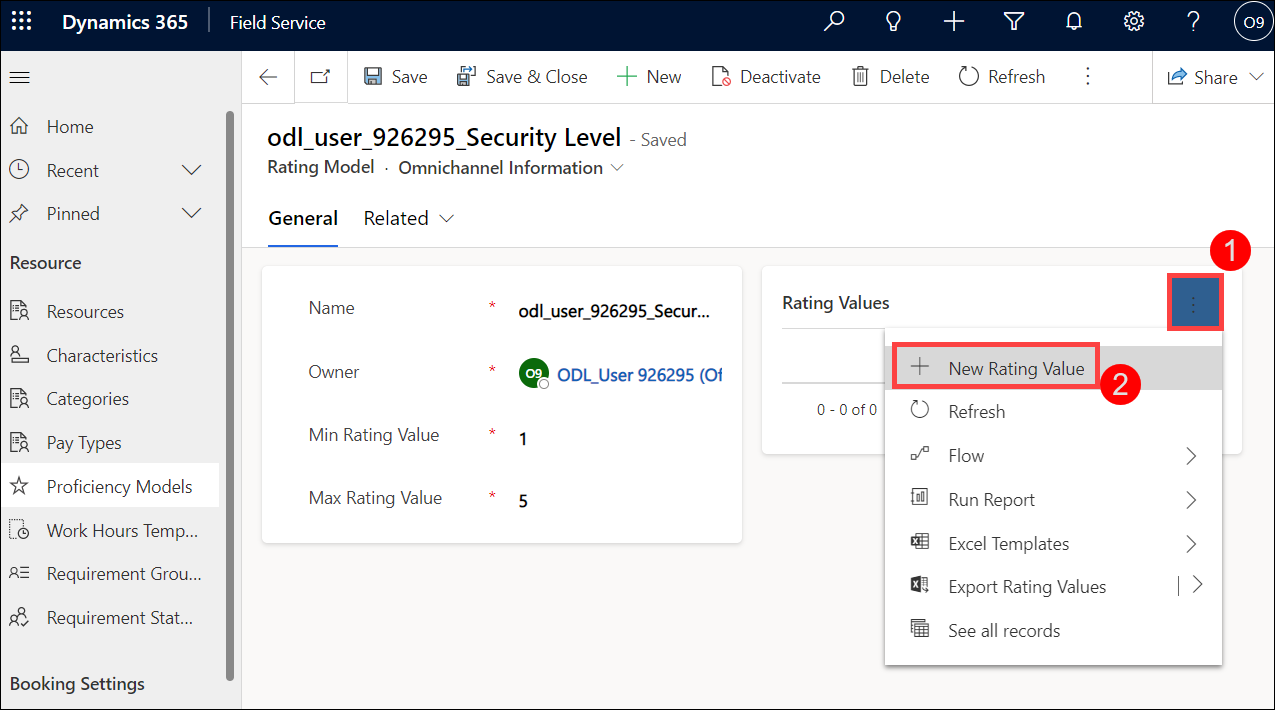 Dynamics 365 Field Service O9
Save Save & Close New Deactivate Delete Refresh Share
Home
Recent
Pinned
Resource
Resources
Characteristics
Categories
Pay Types
Proficiency Models
Work Hours Temp...
Requirement Grou...
Requirement Stat...
Booking Settings
odl_user_926295_Security Level - Saved
Rating Model · Omnichannel Information
General Related
Name * odl_user_926295_Secur...
Owner * O9 ODL_User 926295 (Of
Min Rating Value * 1
Max Rating Value * 5
1
Rating Values
0 - 0 of 0
New Rating Value
2
Refresh
Flow
Run Report
Excel Templates
Export Rating Values
See all records